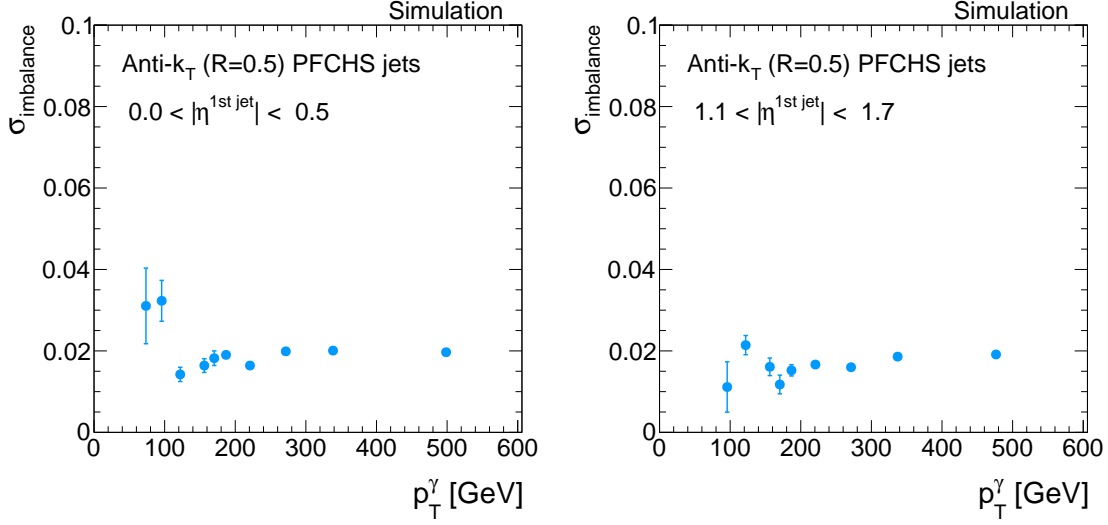 Simulation
0.1
Anti-k_T (R=0.5) PFCHS jets
0.0 < |η^{1st jet}| < 0.5
0.08
0.06
0.04
0.02
0
σ_imbalance
0 100 200 300 400 500 600
p_T^γ [GeV]
Simulation
0.1
Anti-k_T (R=0.5) PFCHS jets
1.1 < |η^{1st jet}| < 1.7
0.08
0.06
0.04
0.02
0
σ_imbalance
0 100 200 300 400 500 600
p_T^γ [GeV]